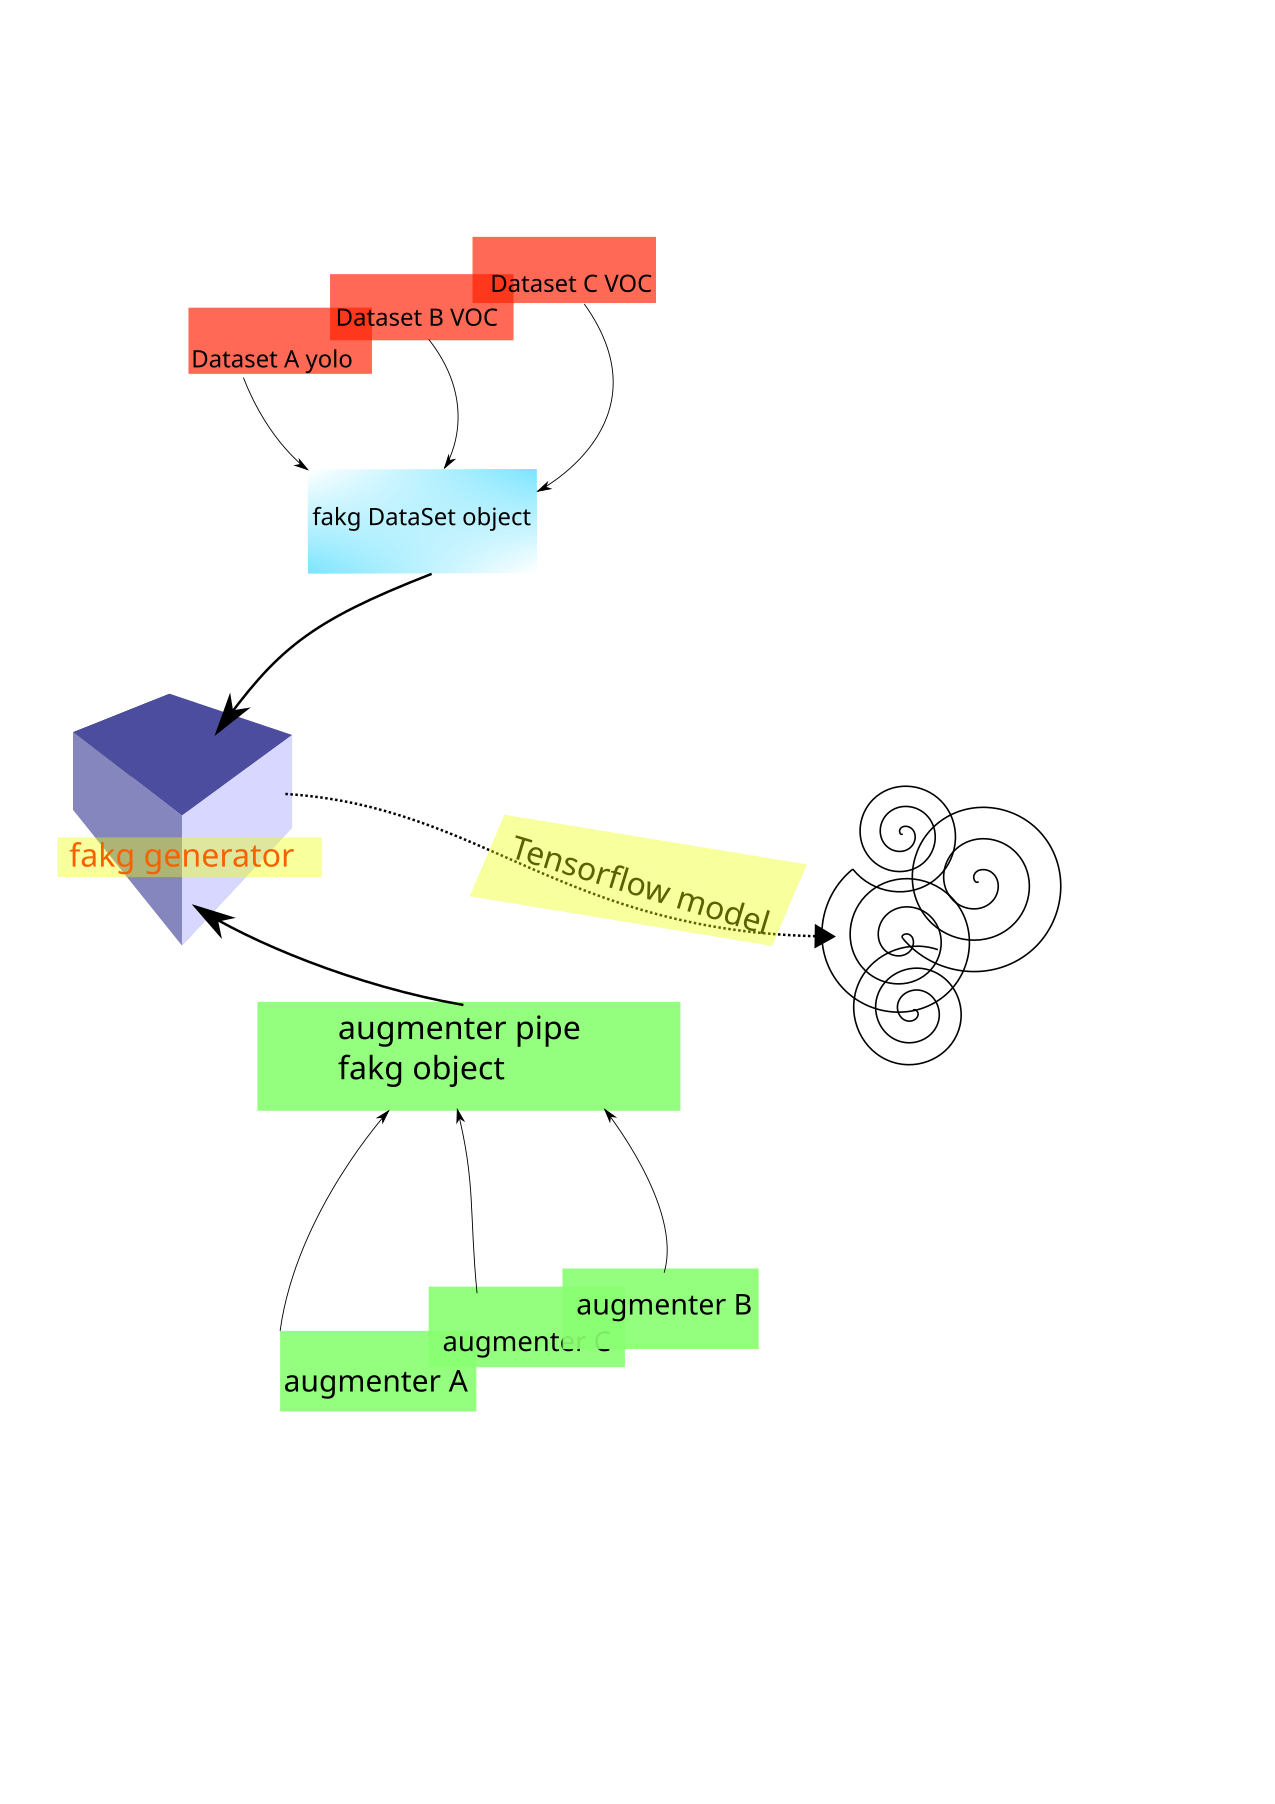 Dataset C VOC
Dataset B VOC
Dataset A yolo
fakg DataSet object
fakg generator
Tensorflow model
augmenter pipe
fakg object
augmenter B
augmenter C
augmenter A